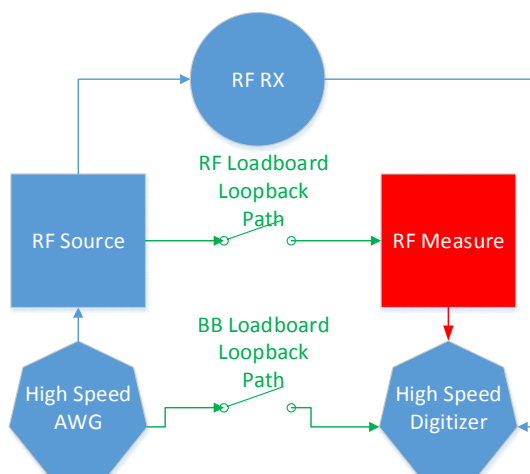 RF RX
RF Loadboard
Loopback
Path
RF Source
RF Measure
BB Loadboard
Loopback
Path
High Speed
AWG
High Speed
Digitizer